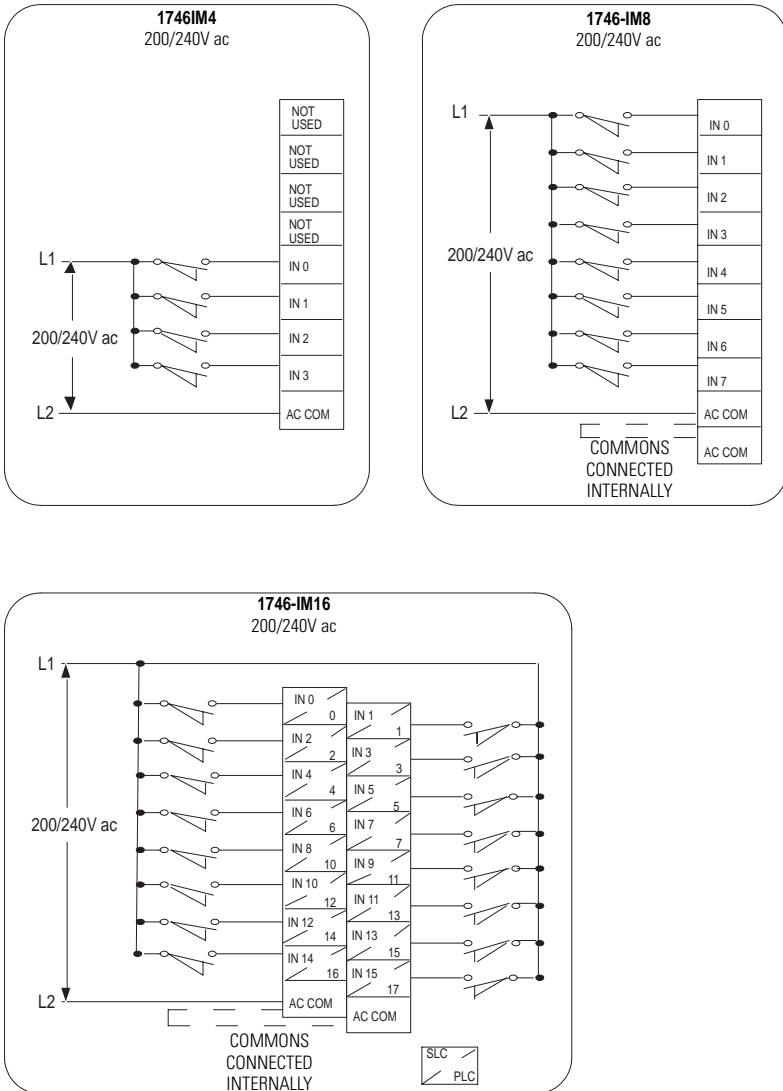 1746IM4
200/240V ac
NOT
USED
NOT
USED
NOT
USED
NOT
USED
L1
IN 0
IN 1
200/240V ac
IN 2
IN 3
L2
AC COM
1746-IM8
200/240V ac
L1
IN 0
IN 1
IN 2
IN 3
200/240V ac
IN 4
IN 5
IN 6
IN 7
L2
AC COM
AC COM
COMMONS
CONNECTED
INTERNALLY
1746-IM16
200/240V ac
L1
IN 0
0
IN 1
1
IN 2
2
IN 3
3
IN 4
4
IN 5
5
IN 6
6
IN 7
7
200/240V ac
IN 8
10
IN 9
11
IN 10
12
IN 11
13
IN 12
14
IN 13
15
IN 14
16
IN 15
17
L2
AC COM
AC COM
COMMONS
CONNECTED
INTERNALLY
SLC
PLC